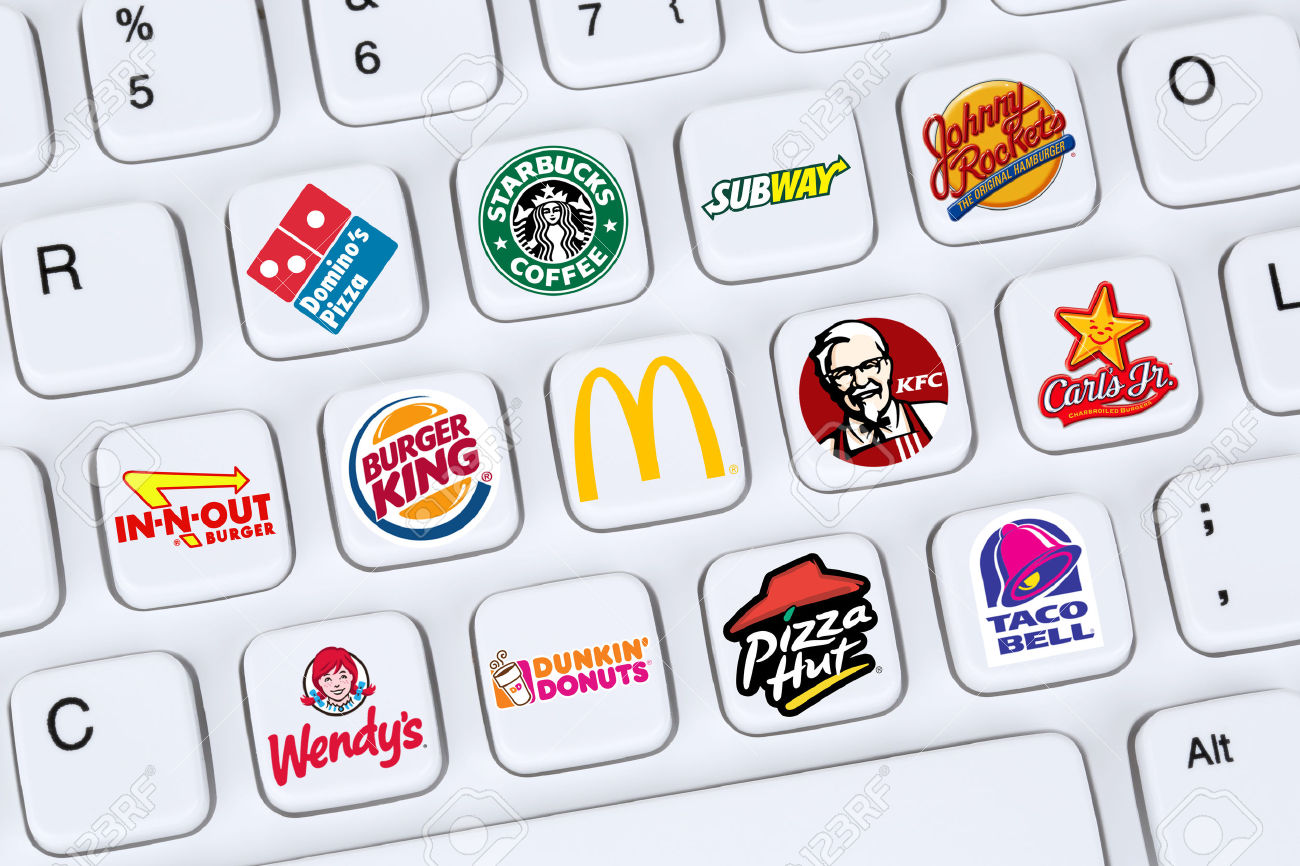 %
5
&
6
7 {
O
R
Domino's
Pizza
STARBUCKS
COFFEE
SUBWAY
Johnny
Rockets
THE ORIGINAL HAMBURGER
®
L
IN-N-OUT
® BURGER
BURGER
KING®
®
KFC
Carl's Jr.
CHARBROILED BURGERS
;
,
C
Wendy's
DUNKIN'
DONUTS®
DD
Pizza
Hut®
TACO
BELL®
Alt
123RF